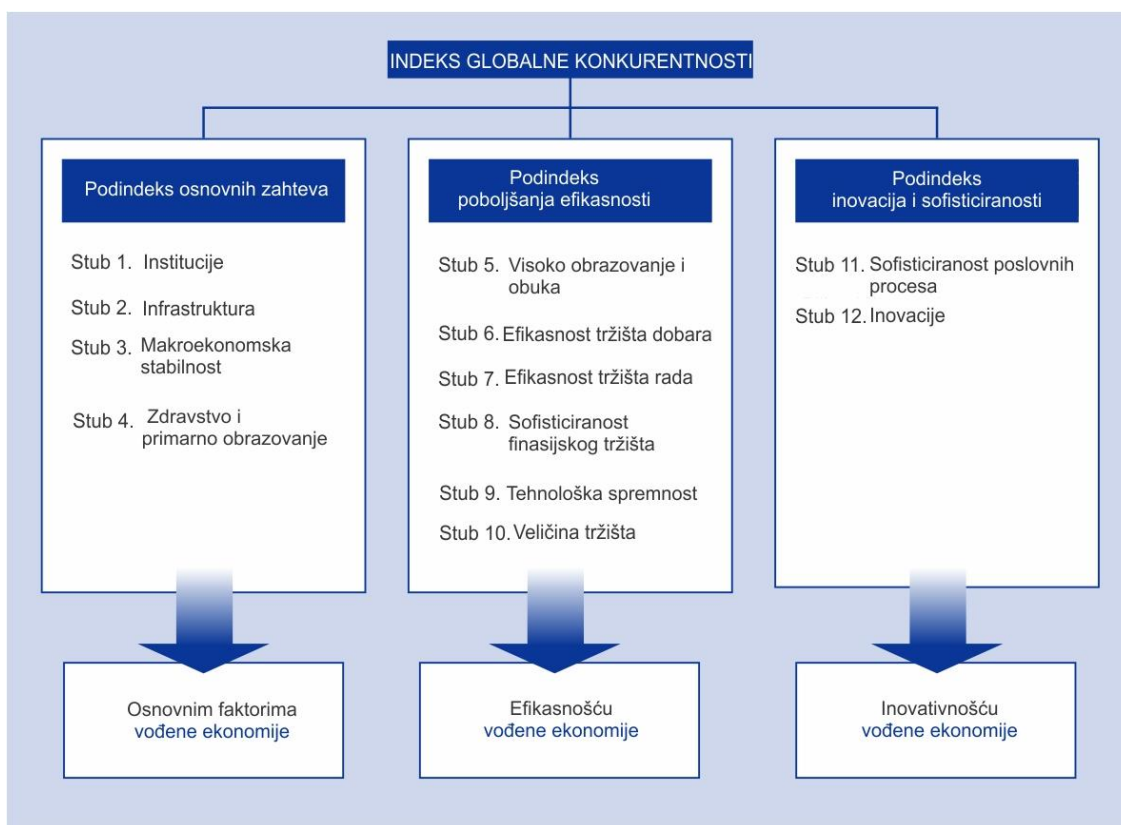 INDEKS GLOBALNE KONKURENTNOSTI
Podindeks osnovnih zahteva
Stub 1. Institucije
Stub 2. Infrastruktura
Stub 3. Makroekonomska
stabilnost
Stub 4. Zdravstvo i
primarno obrazovanje
Osnovnim faktorima
vođene ekonomije
Podindeks
poboljšanja efikasnosti
Stub 5. Visoko obrazovanje i
obuka
Stub 6. Efikasnost tržišta dobara
Stub 7. Efikasnost tržišta rada
Stub 8. Sofisticiranost
finasijskog tržišta
Stub 9. Tehnološka spremnost
Stub 10. Veličina tržišta
Efikasnošću
vođene ekonomije
Podindeks
inovacija i sofisticiranosti
Stub 11. Sofisticiranost poslovnih
procesa
Stub 12. Inovacije
Inovativnošću
vođene ekonomije